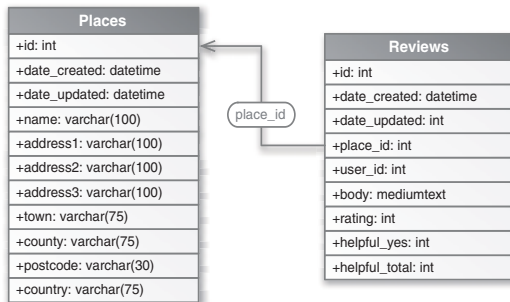 Places
+id: int
+date_created: datetime
+date_updated: datetime
+name: varchar(100)
+address1: varchar(100)
+address2: varchar(100)
+address3: varchar(100)
+town: varchar(75)
+county: varchar(75)
+postcode: varchar(30)
+country: varchar(75)
place_id
Reviews
+id: int
+date_created: datetime
+date_updated: int
+place_id: int
+user_id: int
+body: mediumtext
+rating: int
+helpful_yes: int
+helpful_total: int